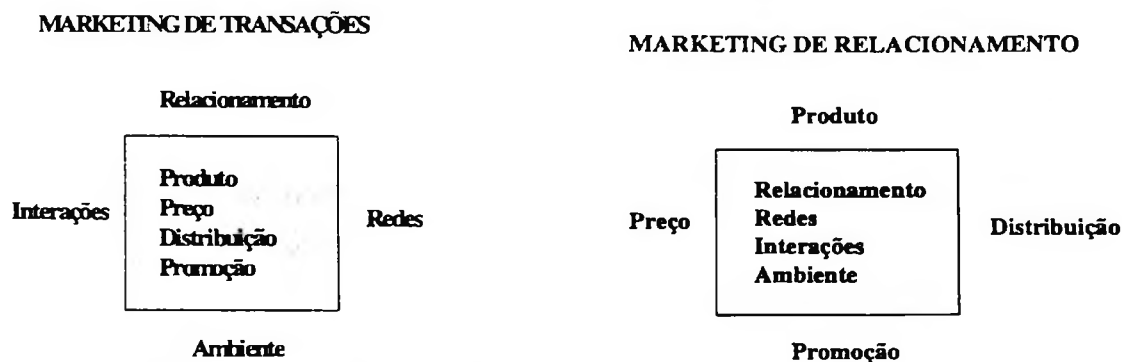 MARKETING DE TRANSAÇÕES
Relacionamento
Interações
Produto
Preço
Distribuição
Promoção
Redes
Ambiente
MARKETING DE RELACIONAMENTO
Produto
Preço
Relacionamento
Redes
Interações
Ambiente
Distribuição
Promoção